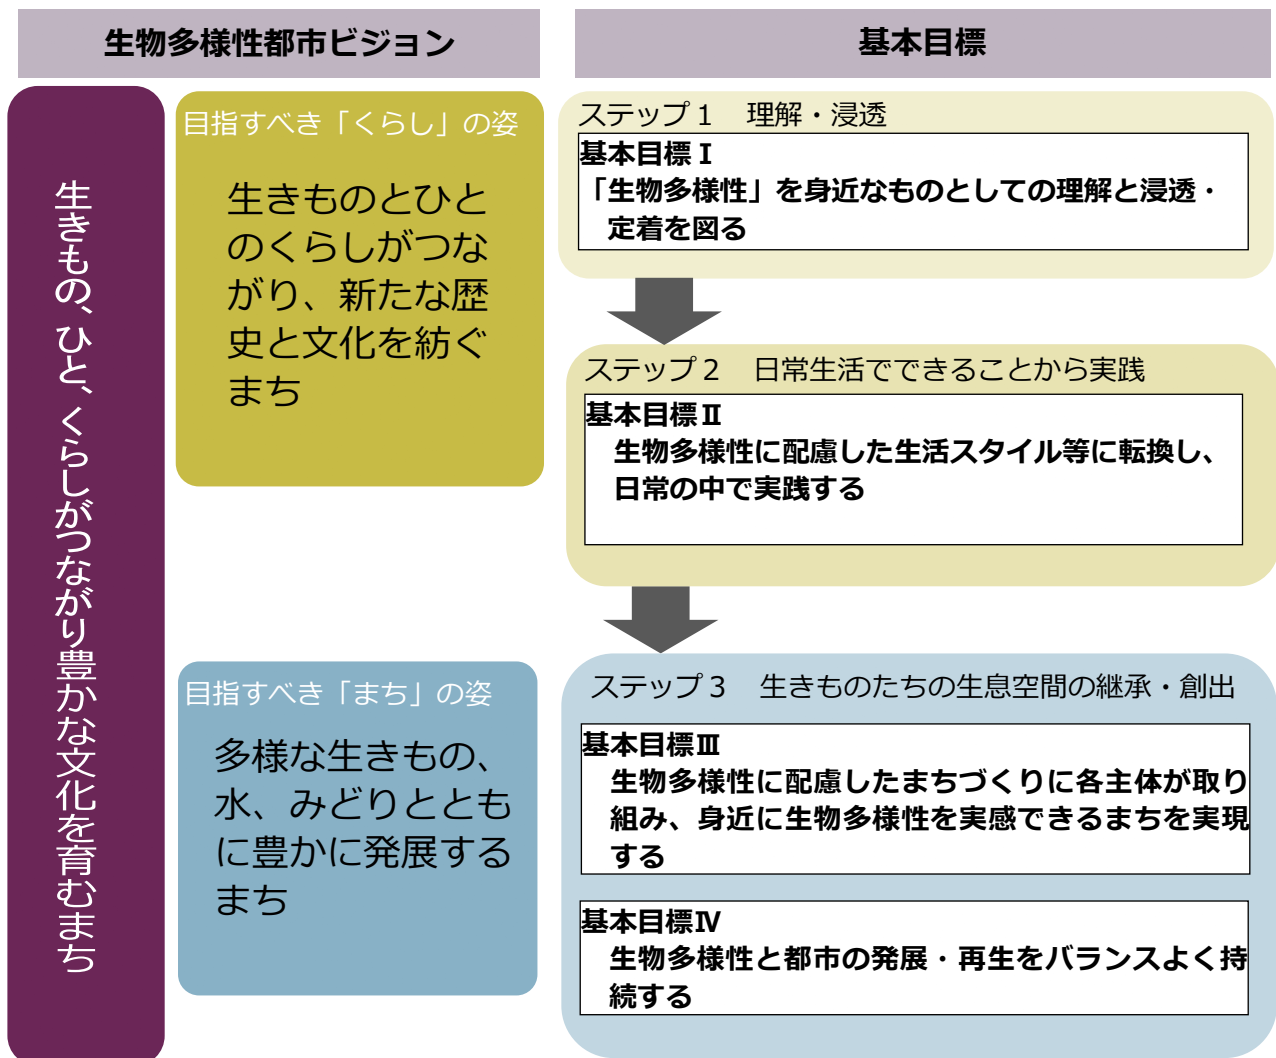 生物多様性都市ビジョン
基本目標
生きもの、ひと、くらしがつながり豊かな文化を育むまち
目指すべき「くらし」の姿
生きものとひと
のくらしがつな
がり、新たな歴
史と文化を紡ぐ
まち
目指すべき「まち」の姿
多様な生きもの、
水、みどりととも
に豊かに発展する
まち
ステップ１　理解・浸透
基本目標Ⅰ
「生物多様性」を身近なものとしての理解と浸透・
定着を図る
ステップ２　日常生活でできることから実践
基本目標Ⅱ
生物多様性に配慮した生活スタイル等に転換し、
日常の中で実践する
ステップ３　生きものたちの生息空間の継承・創出
基本目標Ⅲ
生物多様性に配慮したまちづくりに各主体が取り
組み、身近に生物多様性を実感できるまちを実現
する
基本目標Ⅳ
生物多様性と都市の発展・再生をバランスよく持
続する